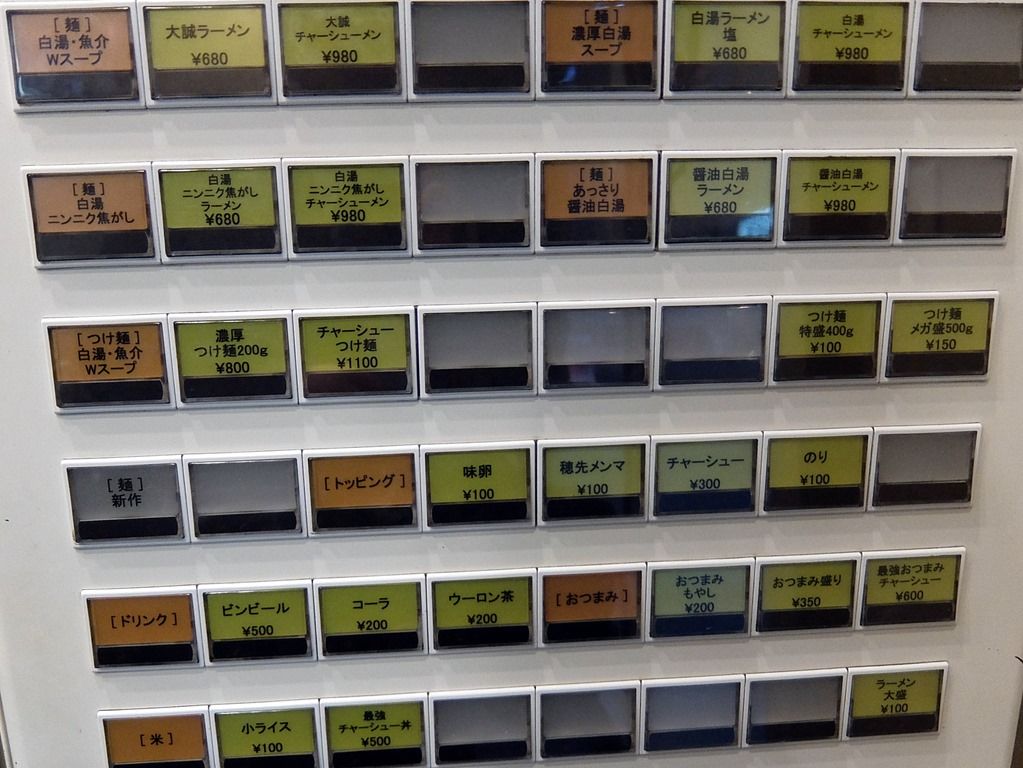 [ 麺 ]
白湯・魚介
Wスープ
大誠ラーメン
¥680
大誠
チャーシューメン
¥980
[ 麺 ]
濃厚白湯
スープ
白湯ラーメン
塩
¥680
白湯
チャーシューメン
¥980
[ 麺 ]
白湯
ニンニク焦がし
白湯
ニンニク焦がし
ラーメン
¥680
白湯
ニンニク焦がし
チャーシューメン
¥980
[ 麺 ]
あっさり
醤油白湯
醤油白湯
ラーメン
¥680
醤油白湯
チャーシューメン
¥980
[ つけ麺 ]
白湯・魚介
Wスープ
濃厚
つけ麺200g
¥800
チャーシュー
つけ麺
¥1100
つけ麺
特盛400g
¥100
つけ麺
メガ盛500g
¥150
[ 麺 ]
新作
[ トッピング ]
味卵
¥100
穂先メンマ
¥100
チャーシュー
¥300
のり
¥100
[ ドリンク ]
ビンビール
¥500
コーラ
¥200
ウーロン茶
¥200
[ おつまみ ]
おつまみ
もやし
¥200
おつまみ盛り
¥350
最強おつまみ
チャーシュー
¥600
[ 米 ]
小ライス
¥100
最強
チャーシュー丼
¥500
ラーメン
大盛
¥100